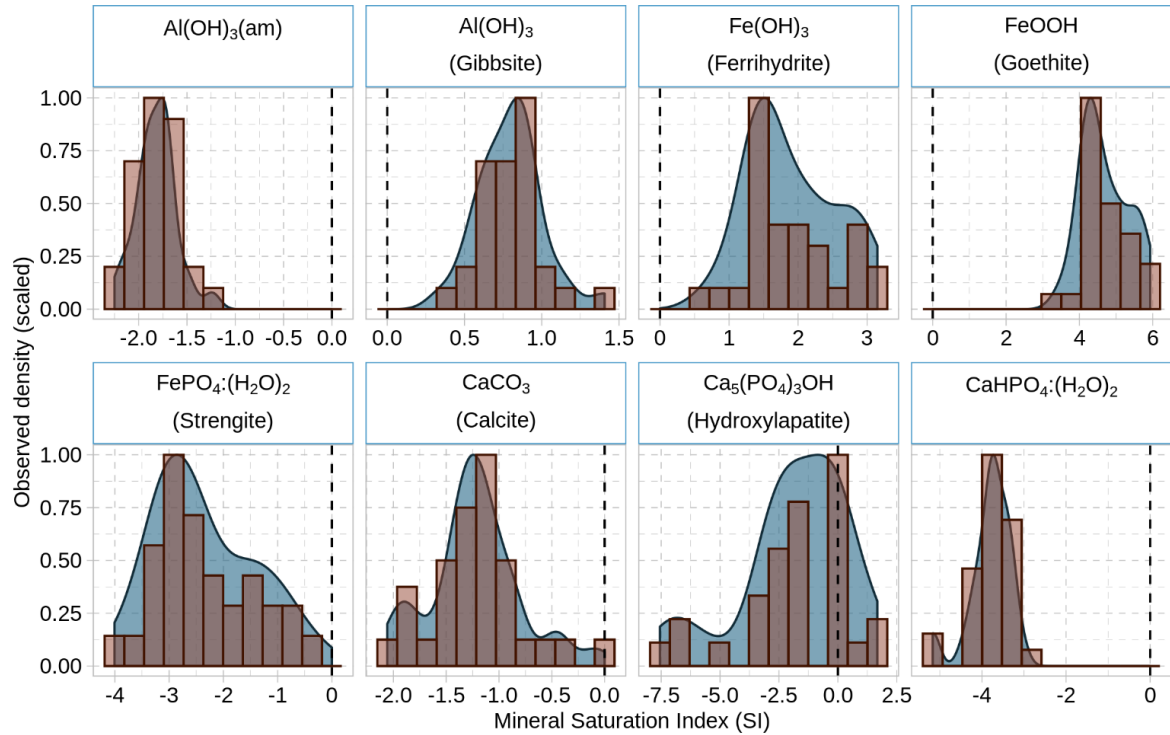 Al(OH)₃(am)
Al(OH)₃
(Gibbsite)
Fe(OH)₃
(Ferrihydrite)
FeOOH
(Goethite)
1.00
0.75
0.50
0.25
0.00
-2.0 -1.5 -1.0 -0.5 0.0
0.0 0.5 1.0 1.5
0 1 2 3
0 2 4 6
FePO₄:(H₂O)₂
(Strengite)
CaCO₃
(Calcite)
Ca₅(PO₄)₃OH
(Hydroxylapatite)
CaHPO₄:(H₂O)₂
1.00
0.75
0.50
0.25
0.00
-4 -3 -2 -1 0
-2.0 -1.5 -1.0 -0.5 0.0
-7.5 -5.0 -2.5 0.0 2.5
-4 -2 0
Observed density (scaled)
Mineral Saturation Index (SI)